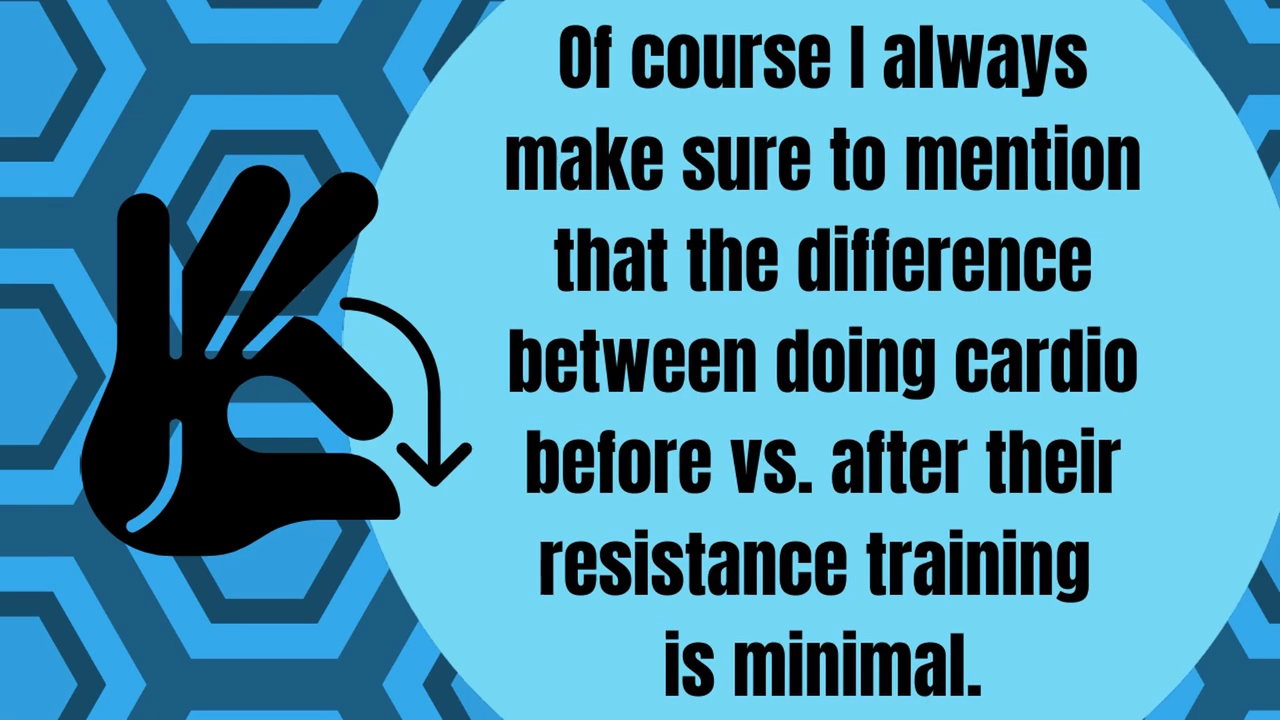 Of course I always
make sure to mention
that the difference
between doing cardio
before vs. after their
resistance training
is minimal.